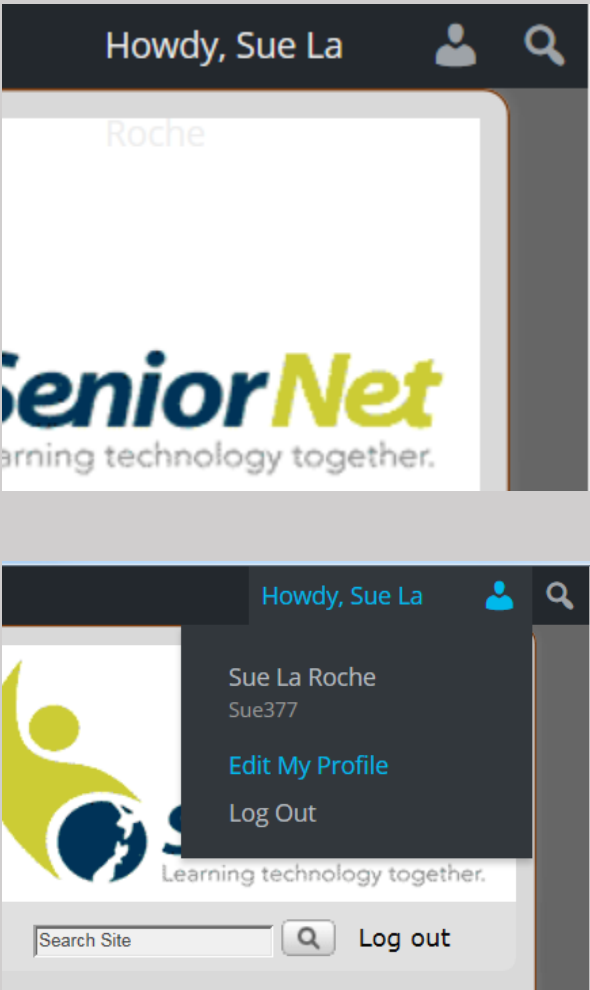 Howdy, Sue La
Roche
SeniorNet
arning technology together.
Howdy, Sue La
Sue La Roche
Sue377
Edit My Profile
Log Out
S
Learning technology together.
Search Site
Log out